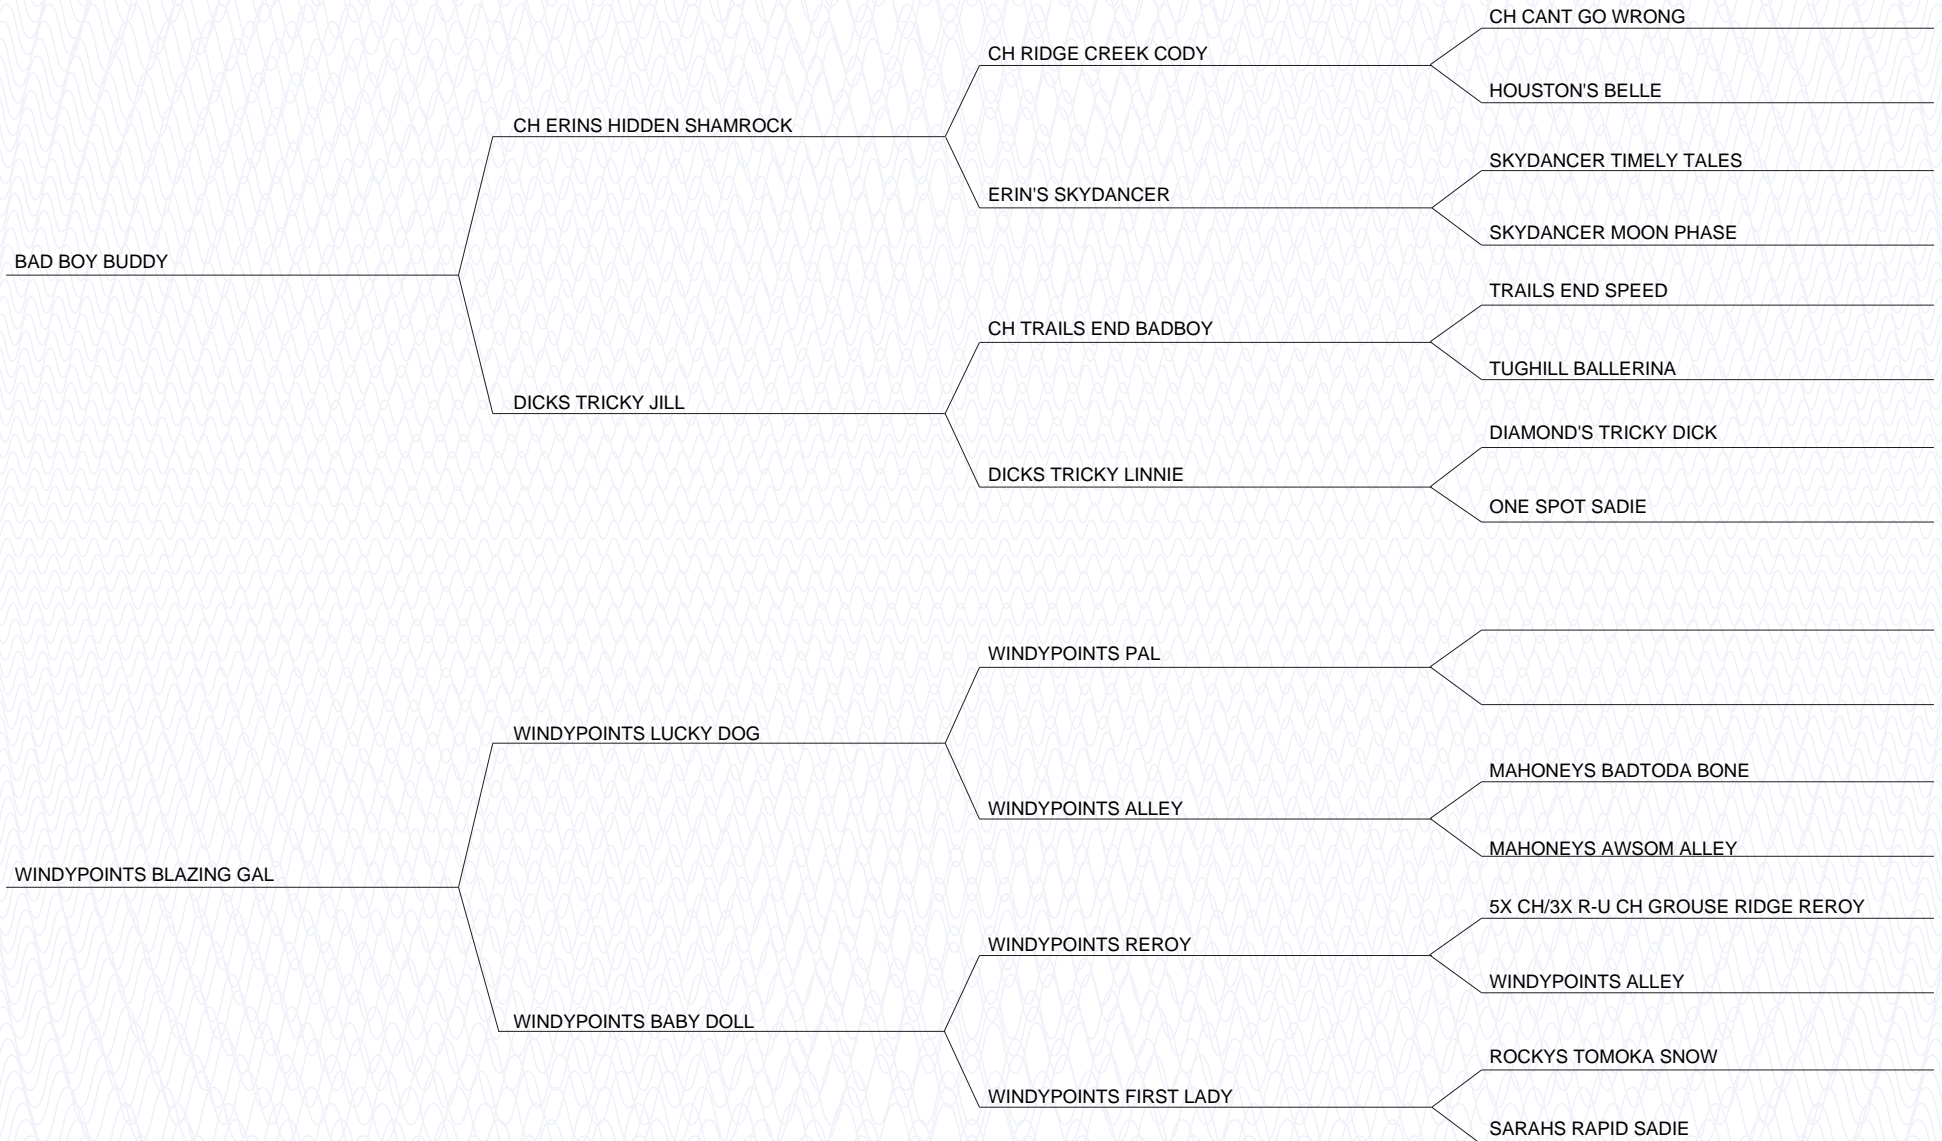 CH CANT GO WRONG
CH RIDGE CREEK CODY
HOUSTON'S BELLE
CH ERINS HIDDEN SHAMROCK
SKYDANCER TIMELY TALES
ERIN'S SKYDANCER
SKYDANCER MOON PHASE
BAD BOY BUDDY
TRAILS END SPEED
CH TRAILS END BADBOY
TUGHILL BALLERINA
DICKS TRICKY JILL
DIAMOND'S TRICKY DICK
DICKS TRICKY LINNIE
ONE SPOT SADIE
WINDYPOINTS PAL
WINDYPOINTS LUCKY DOG
MAHONEYS BADTODA BONE
WINDYPOINTS ALLEY
MAHONEYS AWSOM ALLEY
WINDYPOINTS BLAZING GAL
5X CH/3X R-U CH GROUSE RIDGE REROY
WINDYPOINTS REROY
WINDYPOINTS ALLEY
WINDYPOINTS BABY DOLL
ROCKYS TOMOKA SNOW
WINDYPOINTS FIRST LADY
SARAHS RAPID SADIE